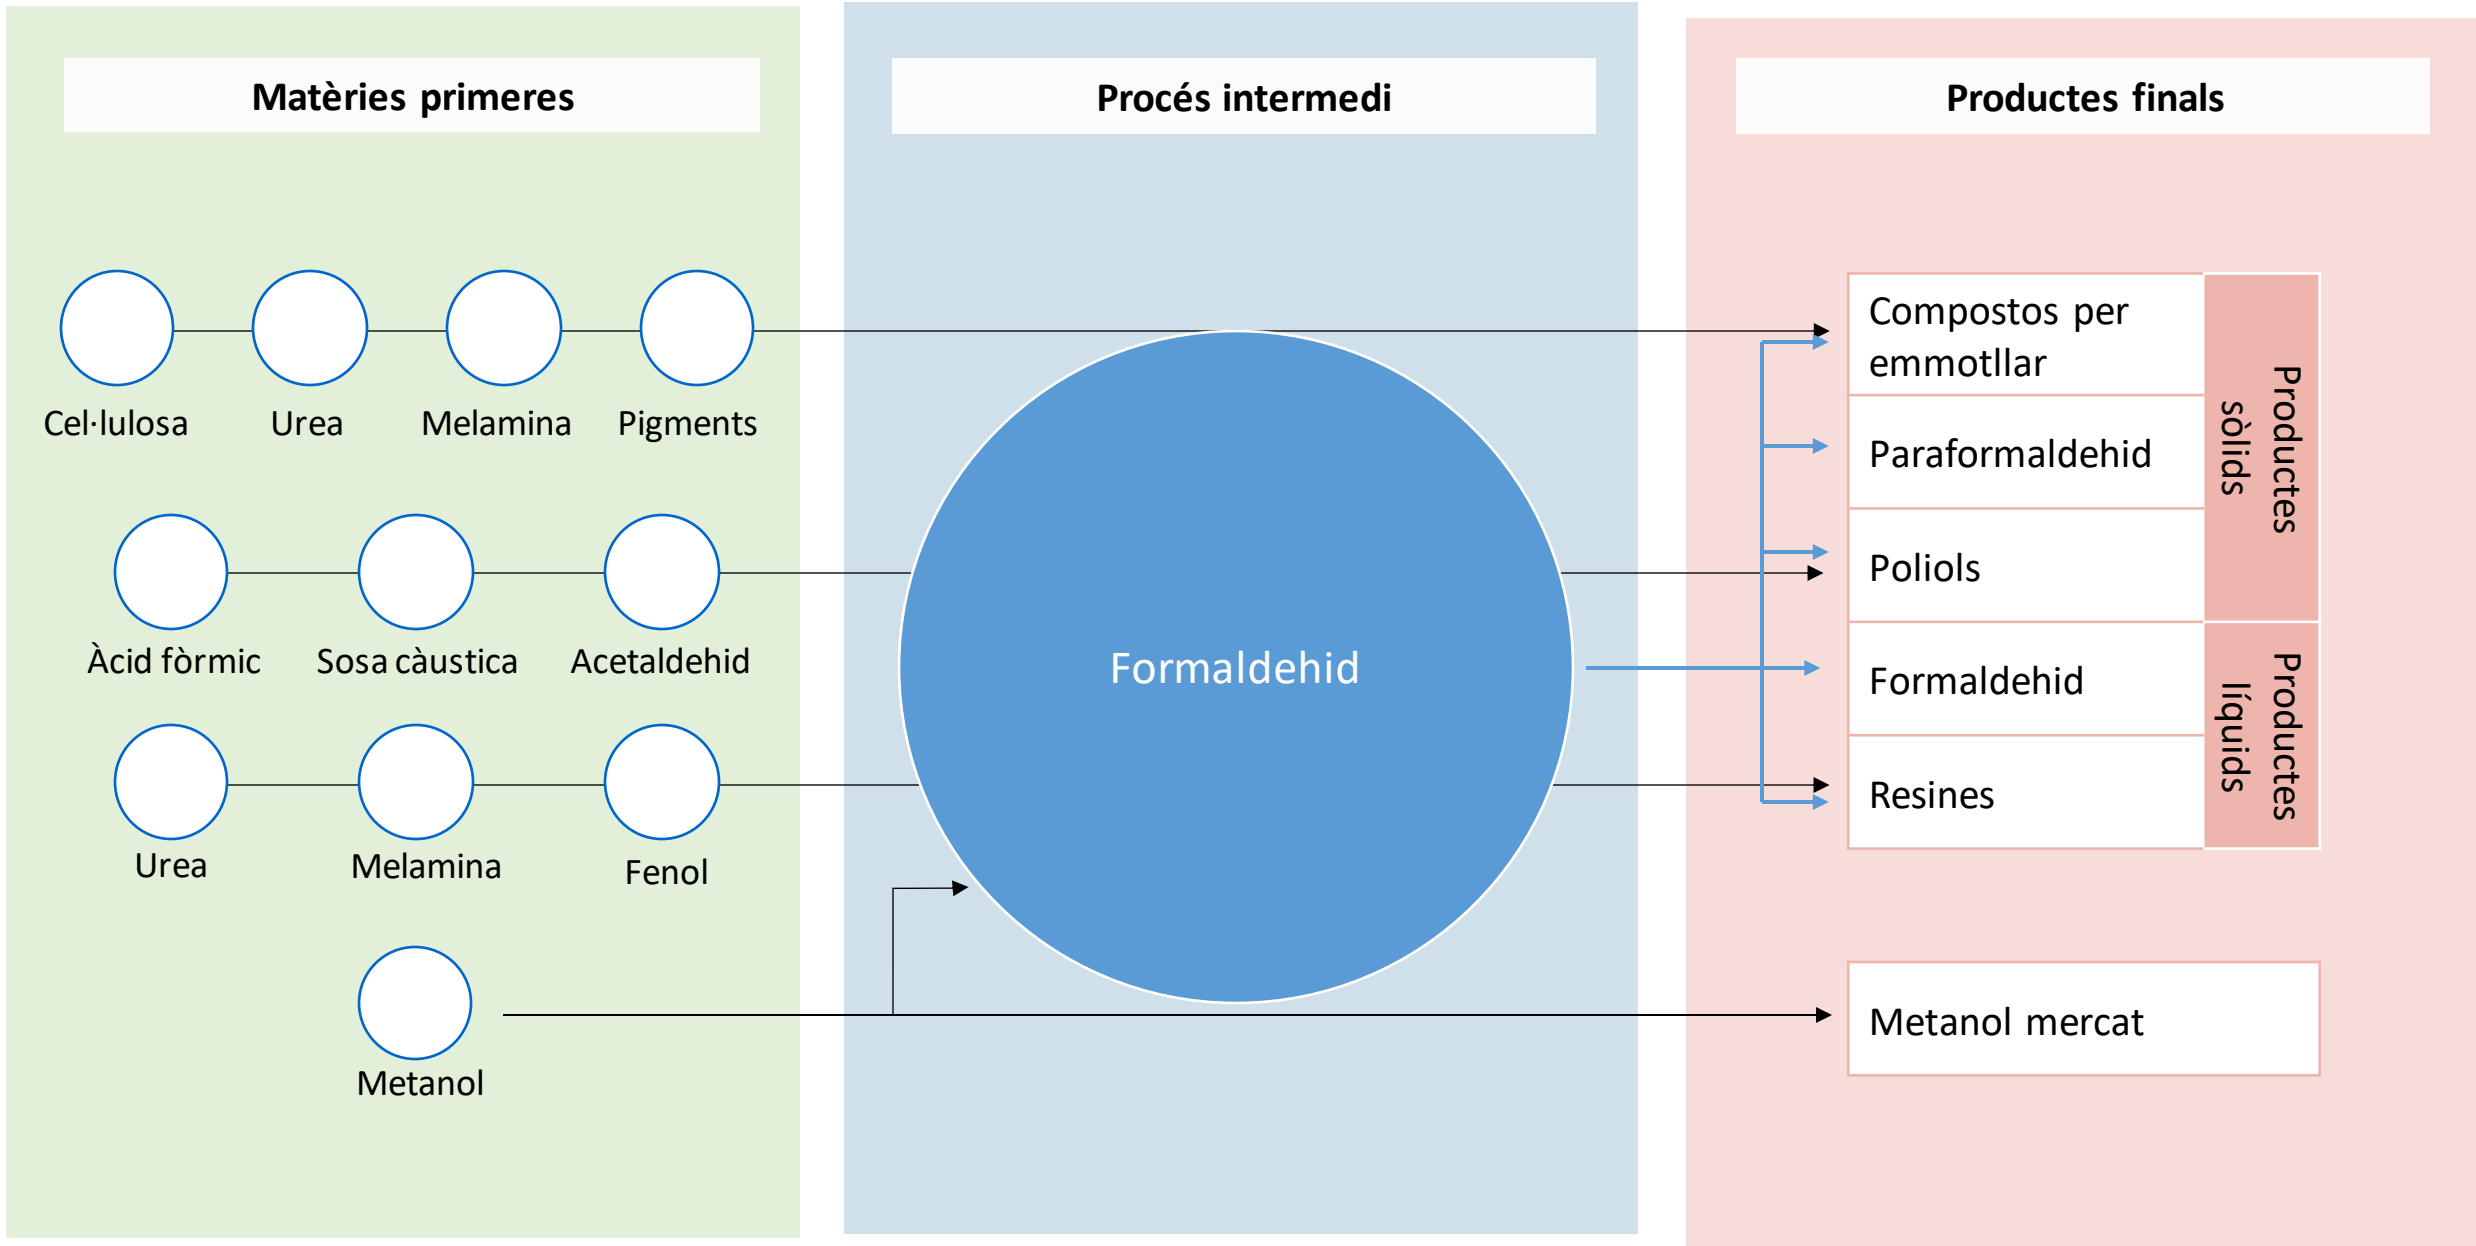 Matèries primeres
Procés intermedi
Productes finals
Cel·lulosa
Urea
Melamina
Pigments
Àcid fòrmic
Sosa càustica
Acetaldehid
Urea
Melamina
Fenol
Metanol
Formaldehid
Compostos per
emmotllar
Paraformaldehid
Poliols
Formaldehid
Resines
Productes
sòlids
Productes
líquids
Metanol mercat